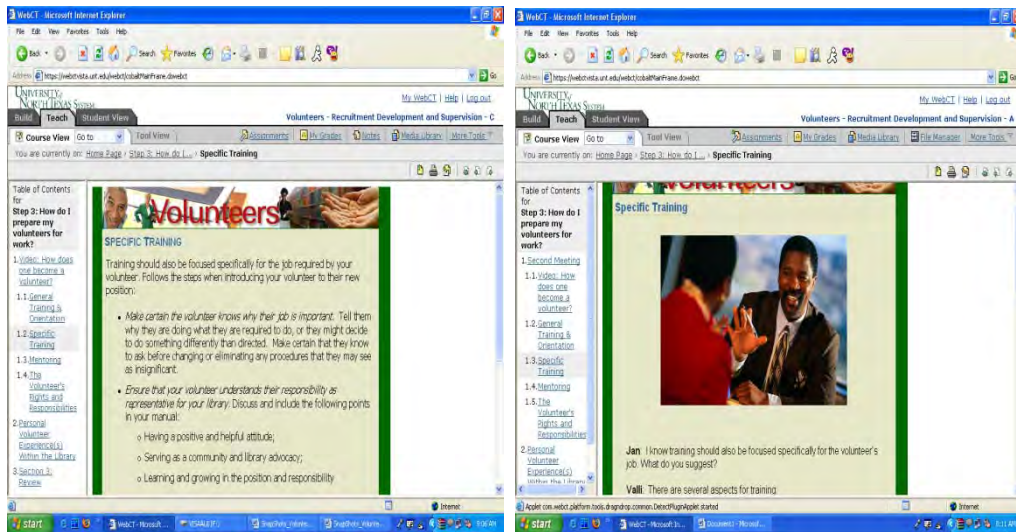 WebCT - Microsoft Internet Explorer
File Edit View Favorites Tools Help
Back Search Favorites
Address https://webctvista.unt.edu/webct/cobaltMainFrame.dowebct Go
UNIVERSITY of
NORTH TEXAS SYSTEM
My WebCT | Help | Log out
Build Teach Student View
Volunteers - Recruitment Development and Supervision - C
Course View Go to Tool View Assignments My Grades Notes Media Library More Tools
You are currently on: Home Page › Step 3: How do I... › Specific Training
Table of Contents
for
Step 3: How do I
prepare my
volunteers for
work?
1. Video: How does
one become a
volunteer?
1.1. General
Training &
Orientation
1.2. Specific
Training
1.3. Mentoring
1.4. The
Volunteer's
Rights and
Responsibilities
2. Personal
Volunteer
Experience(s)
Within the Library
3. Section 3:
Review
Volunteers
SPECIFIC TRAINING
Training should also be focused specifically for the job required by your
volunteer. Follows the steps when introducing your volunteer to their new
position:
• Make certain the volunteer knows why their job is important. Tell them
why they are doing what they are required to do, or they might decide
to do something differently than directed. Make certain that they know
to ask before changing or eliminating any procedures that they may see
as insignificant.
• Ensure that your volunteer understands their responsibility as
representative for your library. Discuss and include the following points
in your manual:
o Having a positive and helpful attitude;
o Serving as a community and library advocacy;
o Learning and growing in the position and responsibility
Internet
start WebCT - Microsoft... 9:06 AM
WebCT - Microsoft Internet Explorer
File Edit View Favorites Tools Help
Back Search Favorites
Address https://webctvista.unt.edu/webct/cobaltMainFrame.dowebct Go
UNIVERSITY of
NORTH TEXAS SYSTEM
My WebCT | Help | Log out
Build Teach Student View
Volunteers - Recruitment Development and Supervision - A
Course View Go to Tool View Assignments My Grades Media Library File Manager More Tools
You are currently on: Home Page › Step 3: How do I... › Specific Training
Table of Contents
for
Step 3: How do I
prepare my
volunteers for
work?
1. Second Meeting
1.1. Video: How
does one
become a
volunteer?
1.2. General
Training &
Orientation
1.3. Specific
Training
1.4. Mentoring
1.5. The
Volunteer's
Rights and
Responsibilities
2. Personal
Volunteer
Experience(s)
Within the Library
Volunteers
Specific Training
Jan: I know training should also be focused specifically for the volunteer's
job. What do you suggest?
Valli: There are several aspects for training
Applet com.webct.platform.tools.dragndrop.common.DetectPluginApplet started Internet
start WebCT - Microsoft In... Document1 - Microsof... 8:11 AM